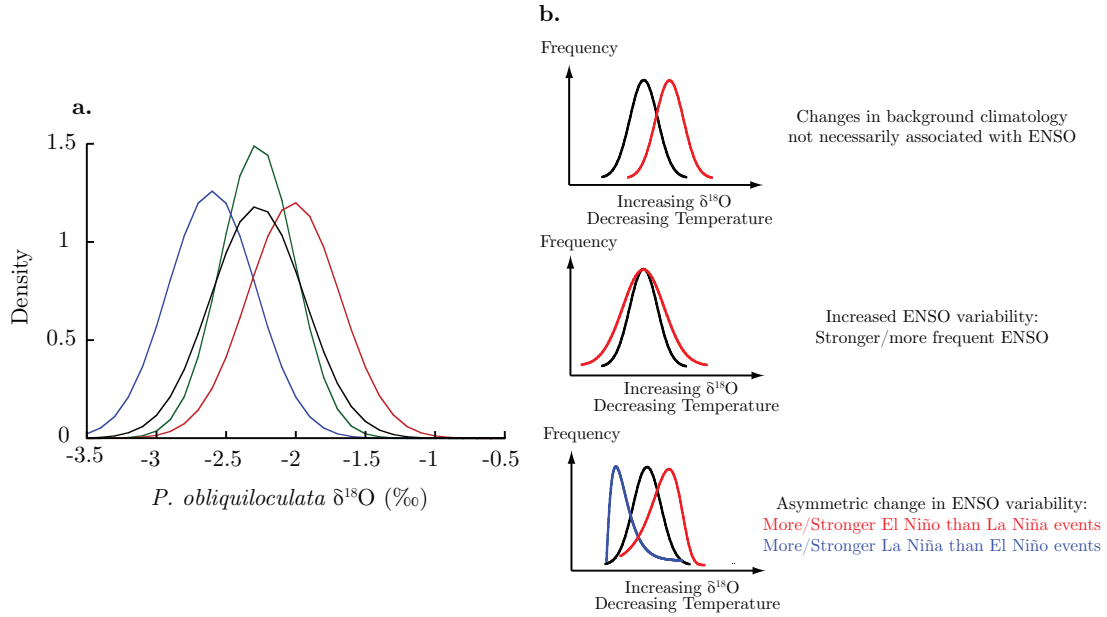 a.
1.5
1
0.5
0
Density
-3.5 -3 -2.5 -2 -1.5 -1 -0.5
P. obliquiloculata δ¹⁸O (‰)
b.
Frequency
Increasing δ¹⁸O
Decreasing Temperature
Changes in background climatology
not necessarily associated with ENSO
Frequency
Increasing δ¹⁸O
Decreasing Temperature
Increased ENSO variability:
Stronger/more frequent ENSO
Frequency
Increasing δ¹⁸O
Decreasing Temperature
Asymmetric change in ENSO variability:
More/Stronger El Niño than La Niña events
More/Stronger La Niña than El Niño events